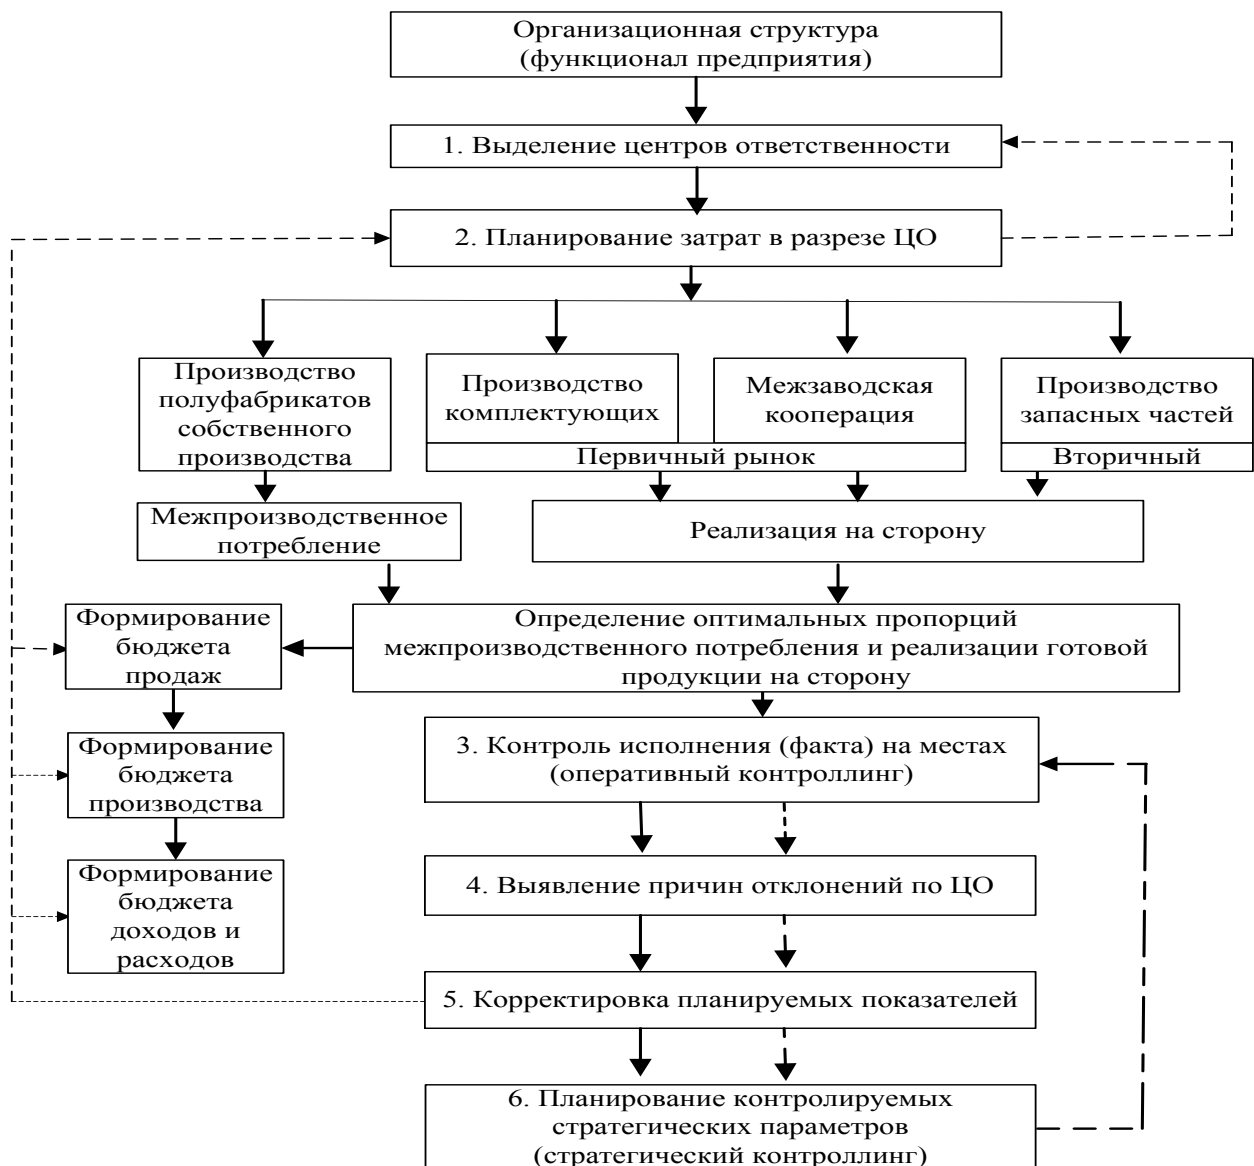 Организационная структура
(функционал предприятия)
1. Выделение центров ответственности
2. Планирование затрат в разрезе ЦО
Производство
полуфабрикатов
собственного
производства
Производство
комплектующих
Межзаводская
кооперация
Производство
запасных частей
Первичный рынок
Вторичный
Межпроизводственное
потребление
Реализация на сторону
Формирование
бюджета
продаж
Определение оптимальных пропорций
межпроизводственного потребления и реализации готовой
продукции на сторону
Формирование
бюджета
производства
3. Контроль исполнения (факта) на местах
(оперативный контроллинг)
Формирование
бюджета
доходов и
расходов
4. Выявление причин отклонений по ЦО
5. Корректировка планируемых показателей
6. Планирование контролируемых
стратегических параметров
(стратегический контроллинг)